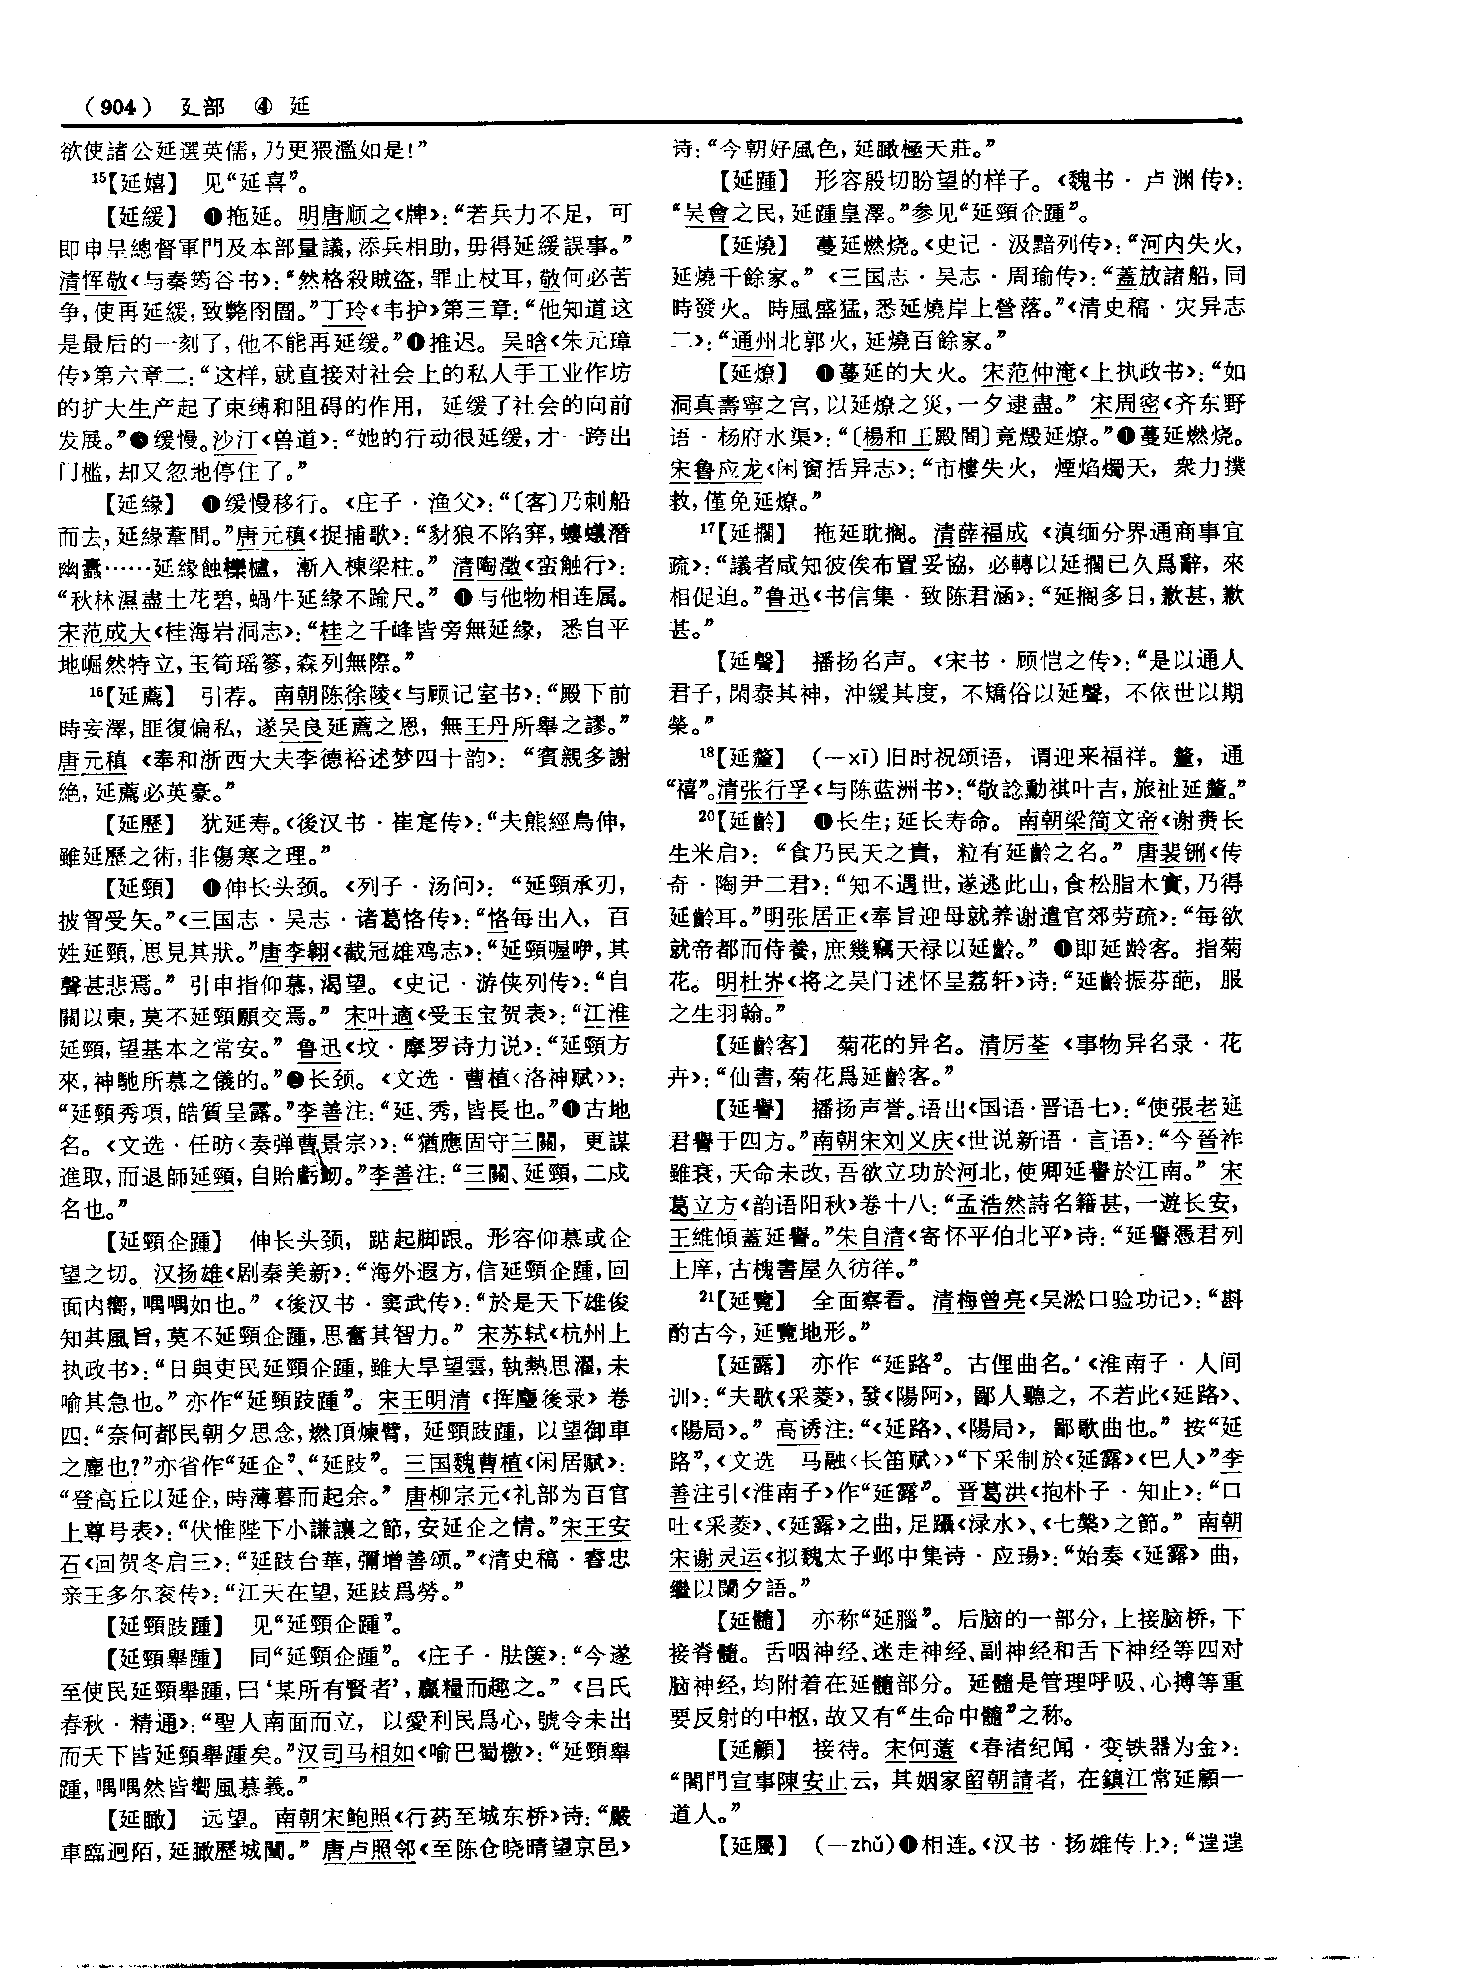 （904） 廴部 ④ 延
欲使諸公延選英儒，乃更猥濫如是！”
¹⁵【延嬉】 见“延喜”。
【延緩】 ❶拖延。明唐顺之《牌》：“若兵力不足，可
即申呈總督軍門及本部量議，添兵相助，毋得延緩誤事。”
清恽敬《与秦筠谷书》：“然格殺賊盗，罪止杖耳，敬何必苦
争，使再延緩，致斃囹圄。”丁玲《韦护》第三章：“他知道这
是最后的一刻了，他不能再延缓。”❶推迟。吴晗《朱元璋
传》第六章二：“这样，就直接对社会上的私人手工业作坊
的扩大生产起了束缚和阻碍的作用，延缓了社会的向前
发展。”❸缓慢。沙汀《兽道》：“她的行动很延缓，才一跨出
门槛，却又忽地停住了。”
【延缘】 ❶缓慢移行。《庄子·渔父》：“〔客〕乃刺船
而去，延緣葦間。”唐元稹《捉捕歌》：“豺狼不陷穽，螻蟻潛
幽蠹……延緣蝕欒櫨，漸入棟梁柱。”清陶澂《蛮触行》：
“秋林濕盡土花碧，蝸牛延缘不踰尺。”❶与他物相连属。
宋范成大《桂海岩洞志》：“桂之千峰皆旁無延緣，悉自平
地崛然特立，玉筍瑶篸，森列無際。”
¹⁶【延薦】 引荐。南朝陈徐陵《与顾记室书》：“殿下前
時妄澤，匪復偏私，遂吴良延薦之恩，無王丹所舉之謬。”
唐元稹《奉和浙西大夫李德裕述梦四十韵》：“賓親多謝
絶，延薦必英豪。”
【延歷】 犹延寿。《後汉书·崔寔传》：“夫熊經鳥伸，
雖延歷之術，非傷寒之理。”
【延頸】 ❶伸长头颈。《列子·汤问》：“延頸承刃，
披胷受矢。”《三国志·吴志·诸葛恪传》：“恪每出入，百
姓延頸，思見其狀。”唐李翱《截冠雄鸡志》：“延頸喔咿，其
聲甚悲焉。”引申指仰慕，渴望。《史记·游侠列传》：“自
關以東，莫不延頸願交焉。”宋叶適《受玉宝贺表》：“江淮
延頸，望基本之常安。”鲁迅《坟·摩罗诗力说》：“延頸方
來，神馳所慕之儀的。”❷长颈。《文选·曹植〈洛神赋〉》：
“延頸秀項，皓質呈露。”李善注：“延、秀，皆長也。”❶古地
名。《文选·任昉〈奏弹曹景宗〉》：“猶應固守三關，更謀
進取，而退師延頸，自貽虧衂。”李善注：“三關、延頸，二戍
名也。”
【延頸企踵】 伸长头颈，踮起脚跟。形容仰慕或企
望之切。汉扬雄《剧秦美新》：“海外遐方，信延頸企踵，回
面内嚮，喁喁如也。”《後汉书·窦武传》：“於是天下雄俊
知其風旨，莫不延頸企踵，思奮其智力。”宋苏轼《杭州上
执政书》：“日與吏民延頸企踵，雖大旱望雲，執熱思濯，未
喻其急也。”亦作“延頸跂踵”。宋王明清《挥麈後录》卷
四：“奈何都民朝夕思念，燃頂煉臂，延頸跂踵，以望御車
之塵也？”亦省作“延企”、“延跂”。三国魏曹植《闲居赋》：
“登高丘以延企，時薄暮而起余。”唐柳宗元《礼部为百官
上尊号表》：“伏惟陛下小謙讓之節，安延企之情。”宋王安
石《回贺冬启三》：“延跂台華，彌增善颂。”《清史稿·睿忠
亲王多尔衮传》：“江天在望，延跂爲勞。”
【延頸跂踵】 见“延頸企踵”。
【延頸舉踵】 同“延頸企踵”。《庄子·胠箧》：“今遂
至使民延頸舉踵，曰‘某所有賢者’，贏糧而趣之。”《吕氏
春秋·精通》：“聖人南面而立，以愛利民爲心，號令未出
而天下皆延頸舉踵矣。”汉司马相如《喻巴蜀檄》：“延頸舉
踵，喁喁然皆嚮風慕義。”
【延瞰】 远望。南朝宋鲍照《行药至城东桥》诗：“嚴
車臨迥陌，延瞰歷城闉。”唐卢照邻《至陈仓晓晴望京邑》
诗：“今朝好風色，延瞰極天莊。”
【延踵】 形容殷切盼望的样子。《魏书·卢渊传》：
“吴會之民，延踵皇澤。”参见“延頸企踵”。
【延燒】 蔓延燃烧。《史记·汲黯列传》：“河内失火，
延燒千餘家。”《三国志·吴志·周瑜传》：“蓋放諸船，同
時發火。時風盛猛，悉延燒岸上營落。”《清史稿·灾异志
二》：“通州北郭火，延燒百餘家。”
【延燎】 ❶蔓延的大火。宋范仲淹《上执政书》：“如
洞真壽寧之宫，以延燎之災，一夕逮盡。”宋周密《齐东野
语·杨府水渠》：“〔楊和王殿閣〕竟燬延燎。”❶蔓延燃烧。
宋鲁应龙《闲窗括异志》：“市樓失火，煙焰燭天，衆力撲
救，僅免延燎。”
¹⁷【延擱】 拖延耽搁。清薛福成《滇缅分界通商事宜
疏》：“議者咸知彼俟布置妥協，必轉以延擱已久爲辭，來
相促迫。”鲁迅《书信集·致陈君涵》：“延搁多日，歉甚，歉
甚。”
【延聲】 播扬名声。《宋书·顾恺之传》：“是以通人
君子，閑泰其神，沖缓其度，不矯俗以延聲，不依世以期
榮。”
¹⁸【延釐】 （—xī）旧时祝颂语，谓迎来福祥。釐，通
“禧”。清张行孚《与陈蓝洲书》：“敬諗勳祺叶吉，旅祉延釐。”
²⁰【延齡】 ❶长生；延长寿命。南朝梁简文帝《谢赉长
生米启》：“食乃民天之貴，粒有延齡之名。”唐裴铏《传
奇·陶尹二君》：“知不遇世，遂逃此山，食松脂木實，乃得
延齡耳。”明张居正《奉旨迎母就养谢遣官郊劳疏》：“每欲
就帝都而侍養，庶幾竊天禄以延齡。”❶即延龄客。指菊
花。明杜岕《将之吴门述怀呈荔轩》诗：“延齡振芬葩，服
之生羽翰。”
【延齡客】 菊花的异名。清厉荃《事物异名录·花
卉》：“仙書，菊花爲延齡客。”
【延譽】 播扬声誉。语出《国语·晋语七》：“使張老延
君譽于四方。”南朝宋刘义庆《世说新语·言语》：“今晉祚
雖衰，天命未改，吾欲立功於河北，使卿延譽於江南。”宋
葛立方《韵语阳秋》卷十八：“孟浩然詩名籍甚，一遊长安，
王維傾蓋延譽。”朱自清《寄怀平伯北平》诗：“延譽憑君列
上庠，古槐書屋久彷徉。”
²¹【延覽】 全面察看。清梅曾亮《吴淞口验功记》：“斟
酌古今，延覽地形。”
【延露】 亦作“延路”。古俚曲名。《淮南子·人间
训》：“夫歌《采菱》，發《陽阿》，鄙人聽之，不若此《延路》、
《陽局》。”高诱注：“《延路》、《陽局》，鄙歌曲也。”按“延
路”，《文选 马融〈长笛赋〉》“下采制於《延露》《巴人》”李
善注引《淮南子》作“延露”。晋葛洪《抱朴子·知止》：“口
吐《采菱》、《延露》之曲，足躡《渌水》、《七槃》之節。”南朝
宋谢灵运《拟魏太子邺中集诗·应瑒》：“始奏《延露》曲，
繼以闌夕語。”
【延髓】 亦称“延腦”。后脑的一部分，上接脑桥，下
接脊髓。舌咽神经、迷走神经、副神经和舌下神经等四对
脑神经，均附着在延髓部分。延髓是管理呼吸、心搏等重
要反射的中枢，故又有“生命中髓”之称。
【延顧】 接待。宋何薳《春渚纪闻·变铁器为金》：
“閤門宣事陳安止云，其姻家留朝請者，在鎮江常延顧一
道人。”
【延屬】 （—zhǔ）❶相连。《汉书·扬雄传上》：“逴逴